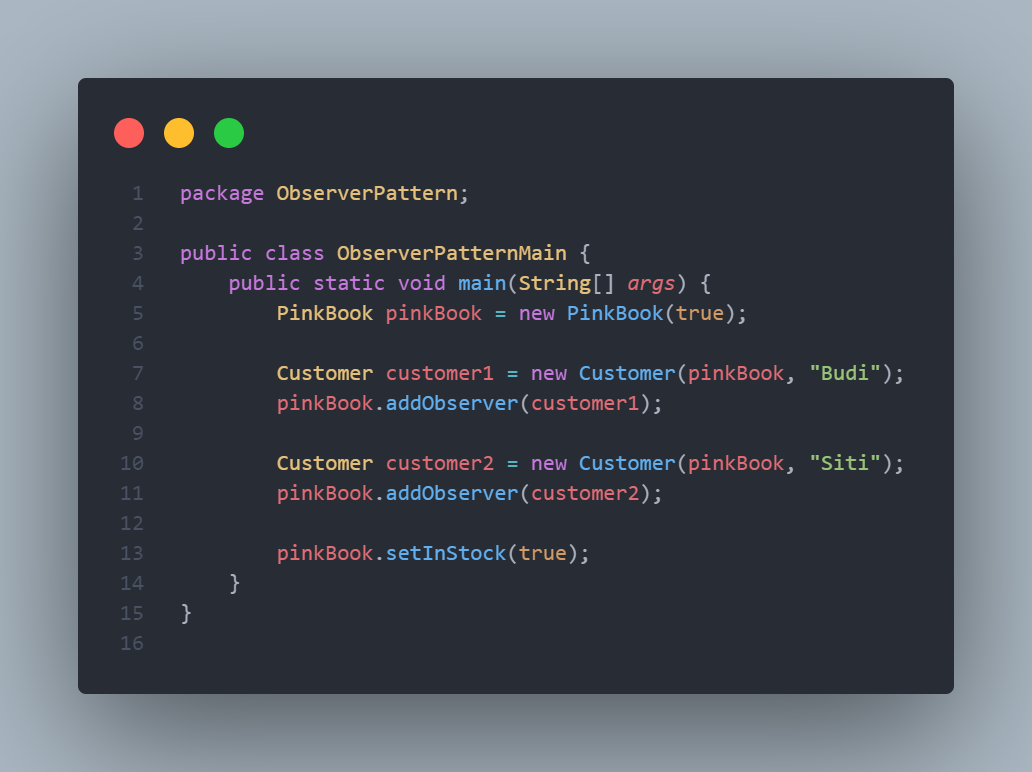 1 package ObserverPattern;
2
3 public class ObserverPatternMain {
4     public static void main(String[] args) {
5         PinkBook pinkBook = new PinkBook(true);
6
7         Customer customer1 = new Customer(pinkBook, "Budi");
8         pinkBook.addObserver(customer1);
9
10         Customer customer2 = new Customer(pinkBook, "Siti");
11         pinkBook.addObserver(customer2);
12
13         pinkBook.setInStock(true);
14     }
15 }
16